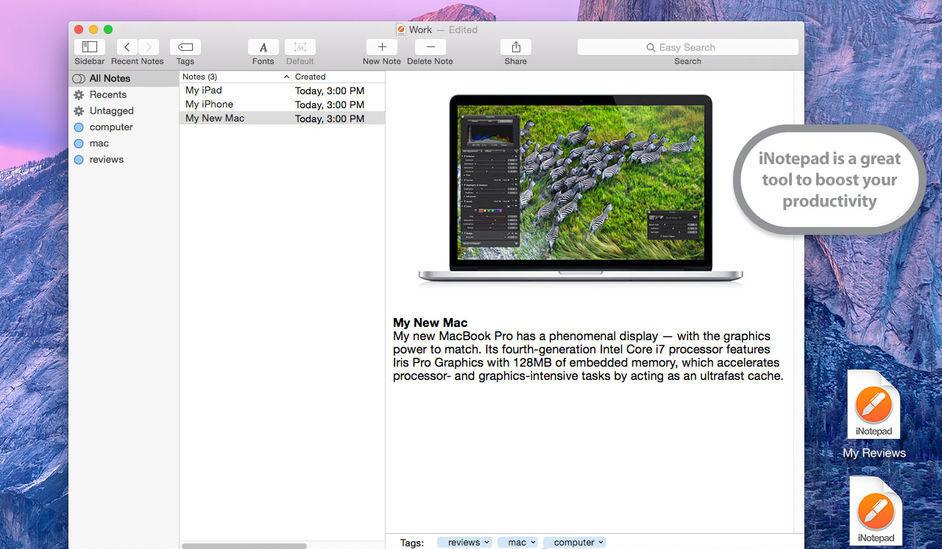 Work — Edited
Sidebar
Recent Notes
Tags
Fonts
Default
New Note
Delete Note
Share
Easy Search
Search
All Notes
Recents
Untagged
computer
mac
reviews
Notes (3)
Created
My iPad
Today, 3:00 PM
My iPhone
Today, 3:00 PM
My New Mac
Today, 3:00 PM
iNotepad is a great
tool to boost your
productivity
My New Mac
My new MacBook Pro has a phenomenal display — with the graphics
power to match. Its fourth-generation Intel Core i7 processor features
Iris Pro Graphics with 128MB of embedded memory, which accelerates
processor- and graphics-intensive tasks by acting as an ultrafast cache.
iNotepad
My Reviews
iNotepad
Tags:
reviews
mac
computer